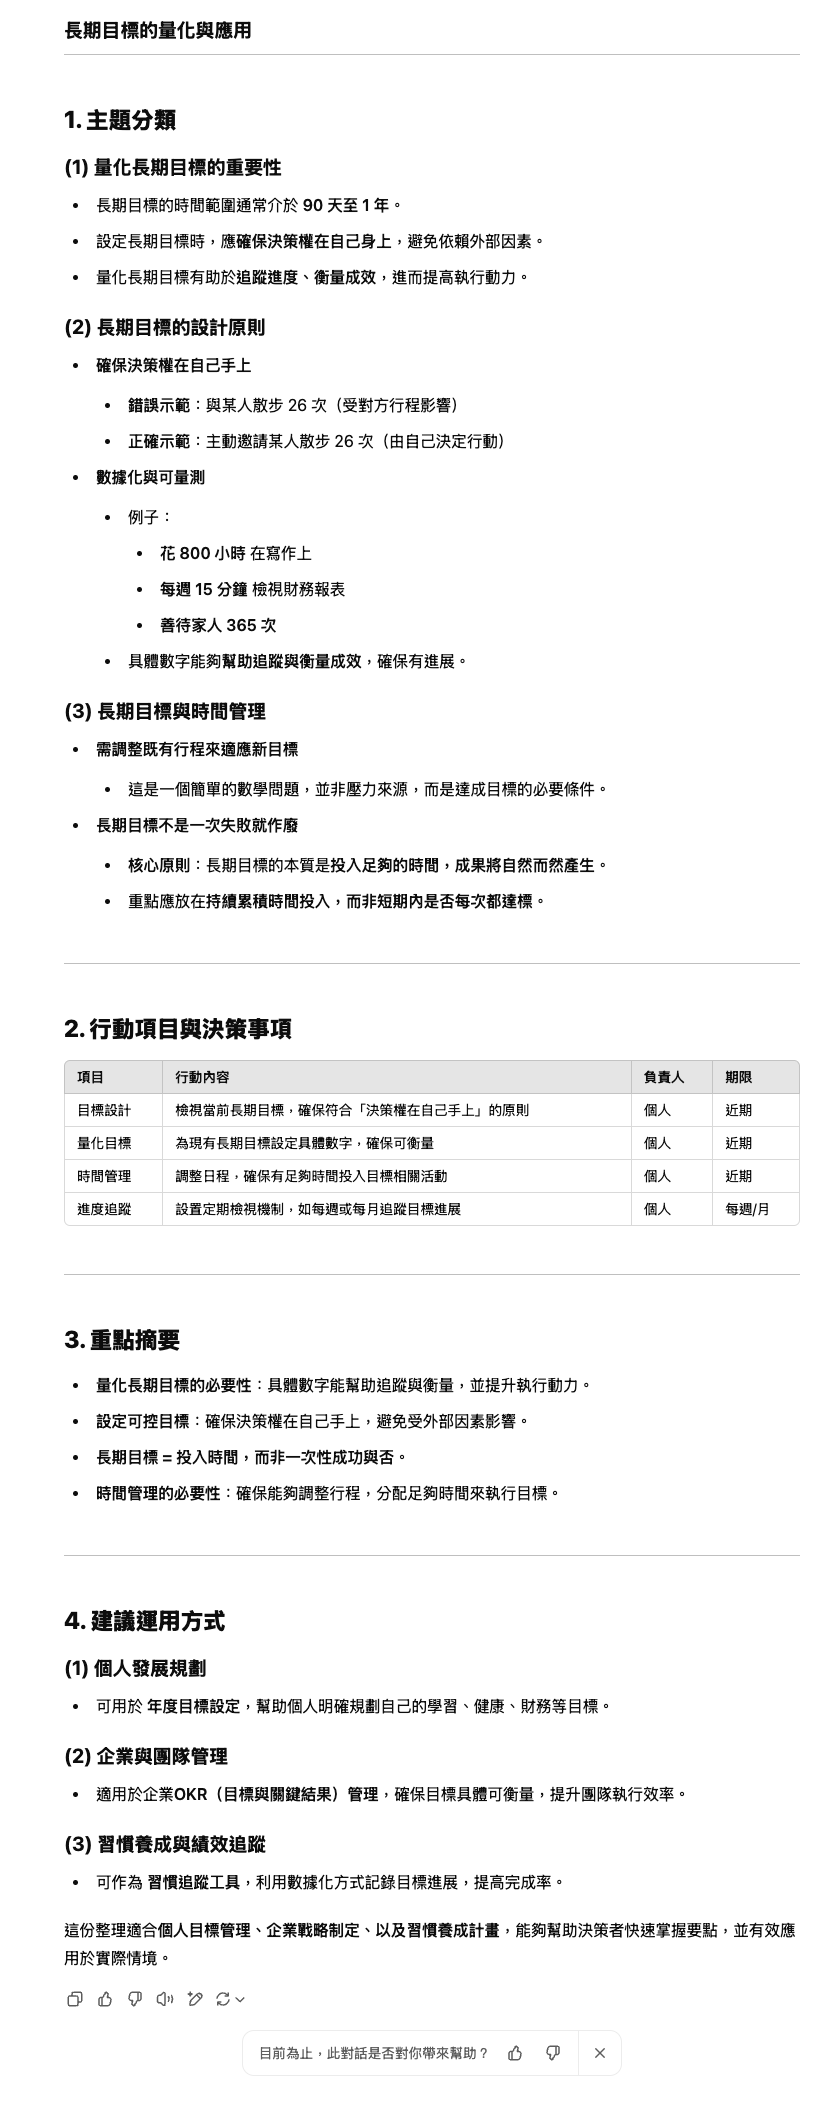 長期目標的量化與應用
1. 主題分類
(1) 量化長期目標的重要性
• 長期目標的時間範圍通常介於 90 天至 1 年。
• 設定長期目標時，應確保決策權在自己身上，避免依賴外部因素。
• 量化長期目標有助於追蹤進度、衡量成效，進而提高執行動力。
(2) 長期目標的設計原則
• 確保決策權在自己手上
• 錯誤示範：與某人散步 26 次（受對方行程影響）
• 正確示範：主動邀請某人散步 26 次（由自己決定行動）
• 數據化與可量測
• 例子：
• 花 800 小時 在寫作上
• 每週 15 分鐘 檢視財務報表
• 善待家人 365 次
• 具體數字能夠幫助追蹤與衡量成效，確保有進展。
(3) 長期目標與時間管理
• 需調整既有行程來適應新目標
• 這是一個簡單的數學問題，並非壓力來源，而是達成目標的必要條件。
• 長期目標不是一次失敗就作廢
• 核心原則：長期目標的本質是投入足夠的時間，成果將自然而然產生。
• 重點應放在持續累積時間投入，而非短期內是否每次都達標。
2. 行動項目與決策事項
項目 行動內容 負責人 期限
目標設計 檢視當前長期目標，確保符合「決策權在自己手上」的原則 個人 近期
量化目標 為現有長期目標設定具體數字，確保可衡量 個人 近期
時間管理 調整日程，確保有足夠時間投入目標相關活動 個人 近期
進度追蹤 設置定期檢視機制，如每週或每月追蹤目標進展 個人 每週/月
3. 重點摘要
• 量化長期目標的必要性：具體數字能幫助追蹤與衡量，並提升執行動力。
• 設定可控目標：確保決策權在自己手上，避免受外部因素影響。
• 長期目標 = 投入時間，而非一次性成功與否。
• 時間管理的必要性：確保能夠調整行程，分配足夠時間來執行目標。
4. 建議運用方式
(1) 個人發展規劃
• 可用於 年度目標設定，幫助個人明確規劃自己的學習、健康、財務等目標。
(2) 企業與團隊管理
• 適用於企業OKR（目標與關鍵結果）管理，確保目標具體可衡量，提升團隊執行效率。
(3) 習慣養成與績效追蹤
• 可作為 習慣追蹤工具，利用數據化方式記錄目標進展，提高完成率。
這份整理適合個人目標管理、企業戰略制定、以及習慣養成計畫，能夠幫助決策者快速掌握要點，並有效應
用於實際情境。
目前為止，此對話是否對你帶來幫助？